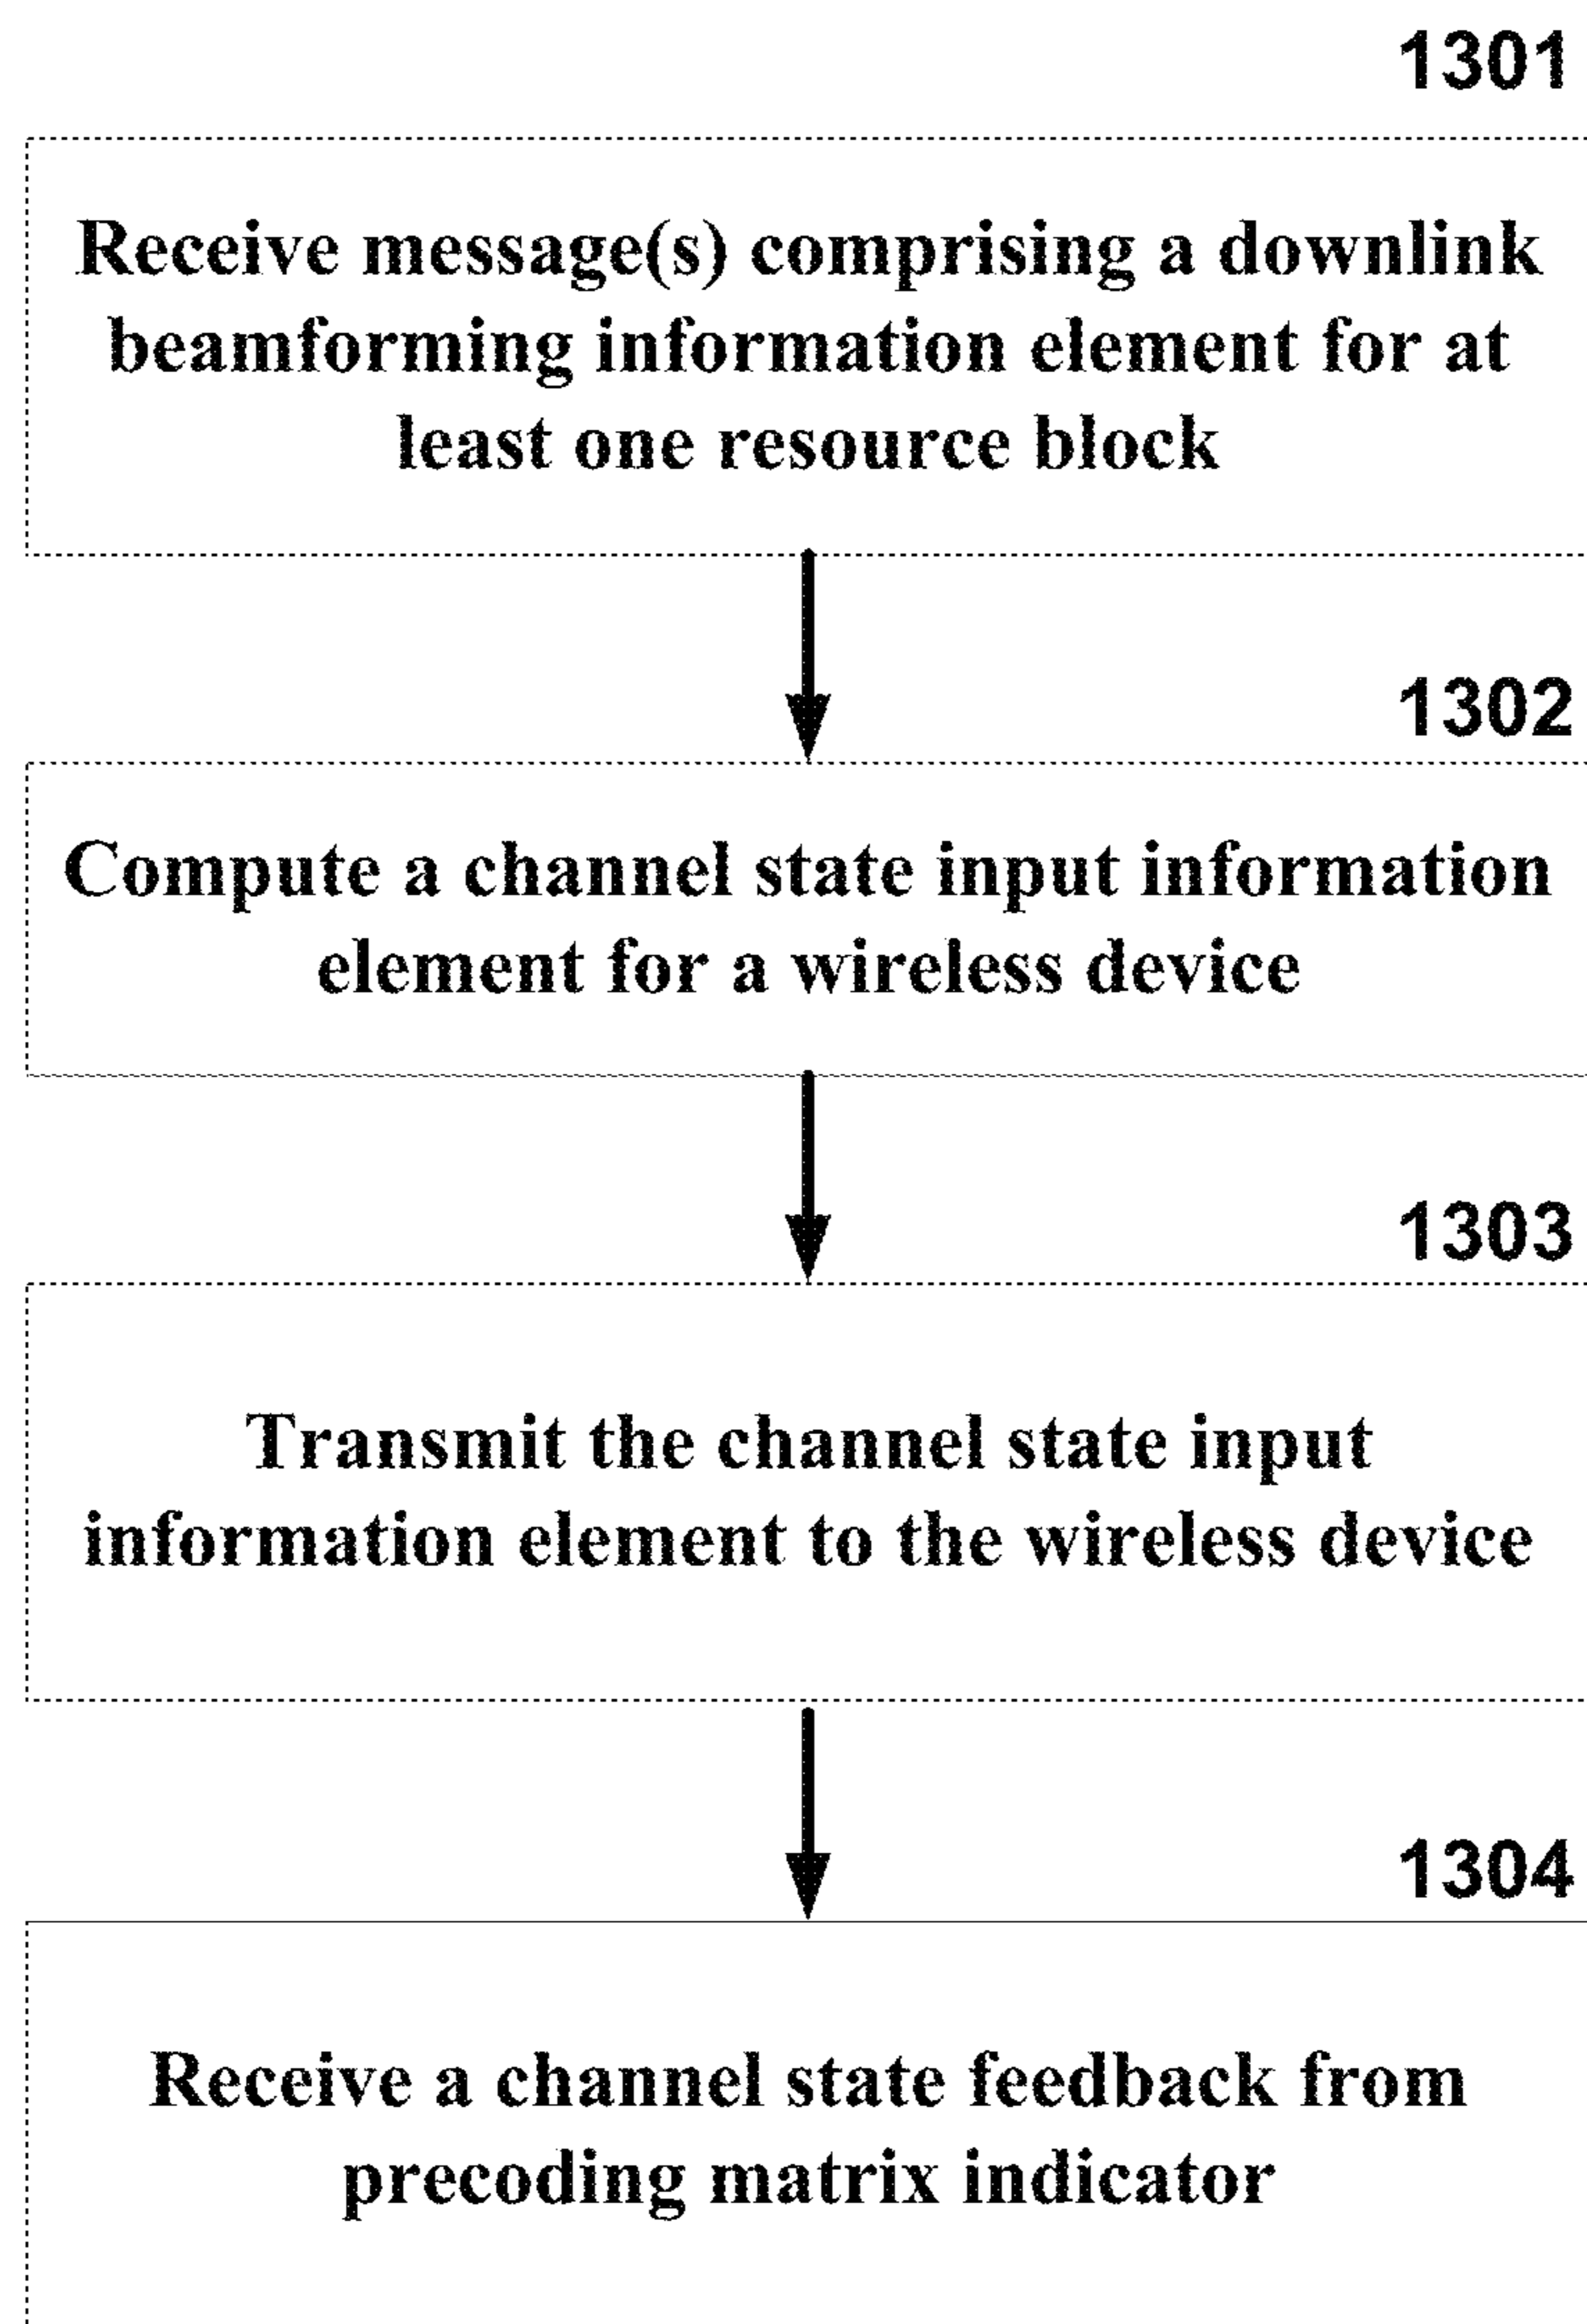 1301
Receive message(s) comprising a downlink
beamforming information element for at
least one resource block
1302
Compute a channel state input information
element for a wireless device
1303
Transmit the channel state input
information element to the wireless device
1304
Receive a channel state feedback from
precoding matrix indicator